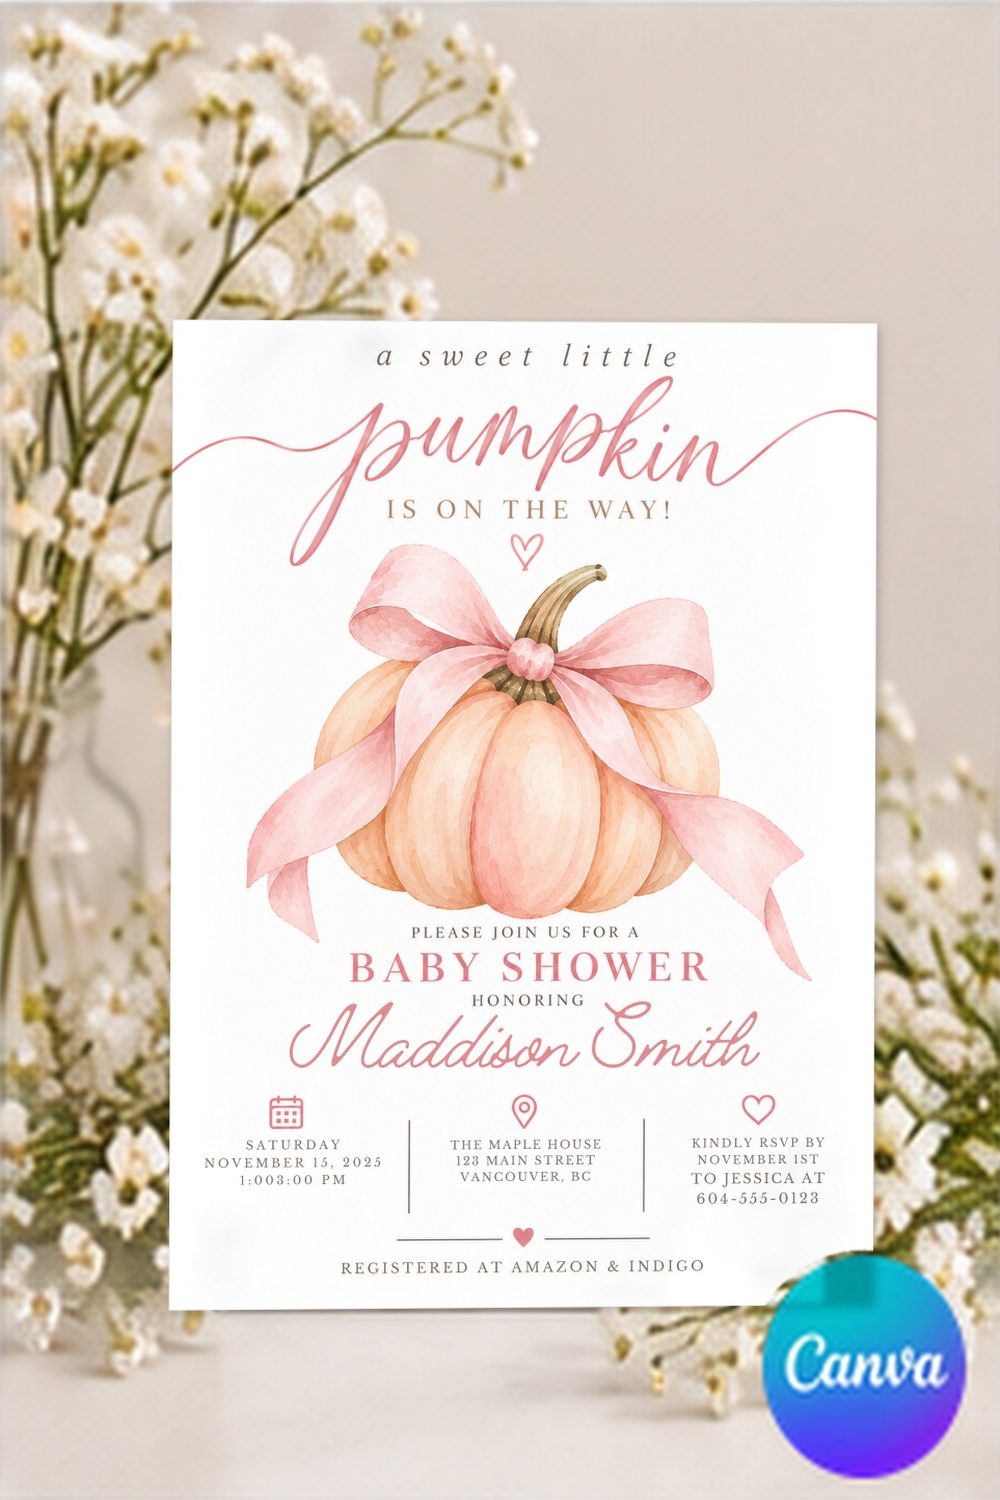 a sweet little
pumpkin
IS ON THE WAY!
PLEASE JOIN US FOR A
BABY SHOWER
HONORING
Maddison Smith
SATURDAY
NOVEMBER 15, 2025
1:003:00 PM
THE MAPLE HOUSE
123 MAIN STREET
VANCOUVER, BC
KINDLY RSVP BY
NOVEMBER 1ST
TO JESSICA AT
604-555-0123
REGISTERED AT AMAZON & INDIGO
Canva